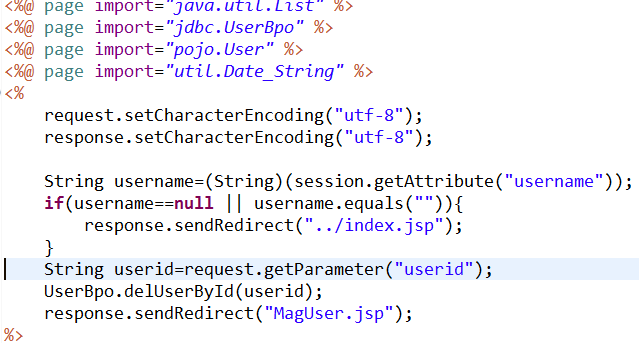 <%@ page import="java.util.List" %>
<%@ page import="jdbc.UserBpo" %>
<%@ page import="pojo.User" %>
<%@ page import="util.Date_String" %>
<%
request.setCharacterEncoding("utf-8");
response.setCharacterEncoding("utf-8");
String username=(String)(session.getAttribute("username"));
if(username==null || username.equals("")){
response.sendRedirect("../index.jsp");
}
String userid=request.getParameter("userid");
UserBpo.delUserById(userid);
response.sendRedirect("MagUser.jsp");
%>